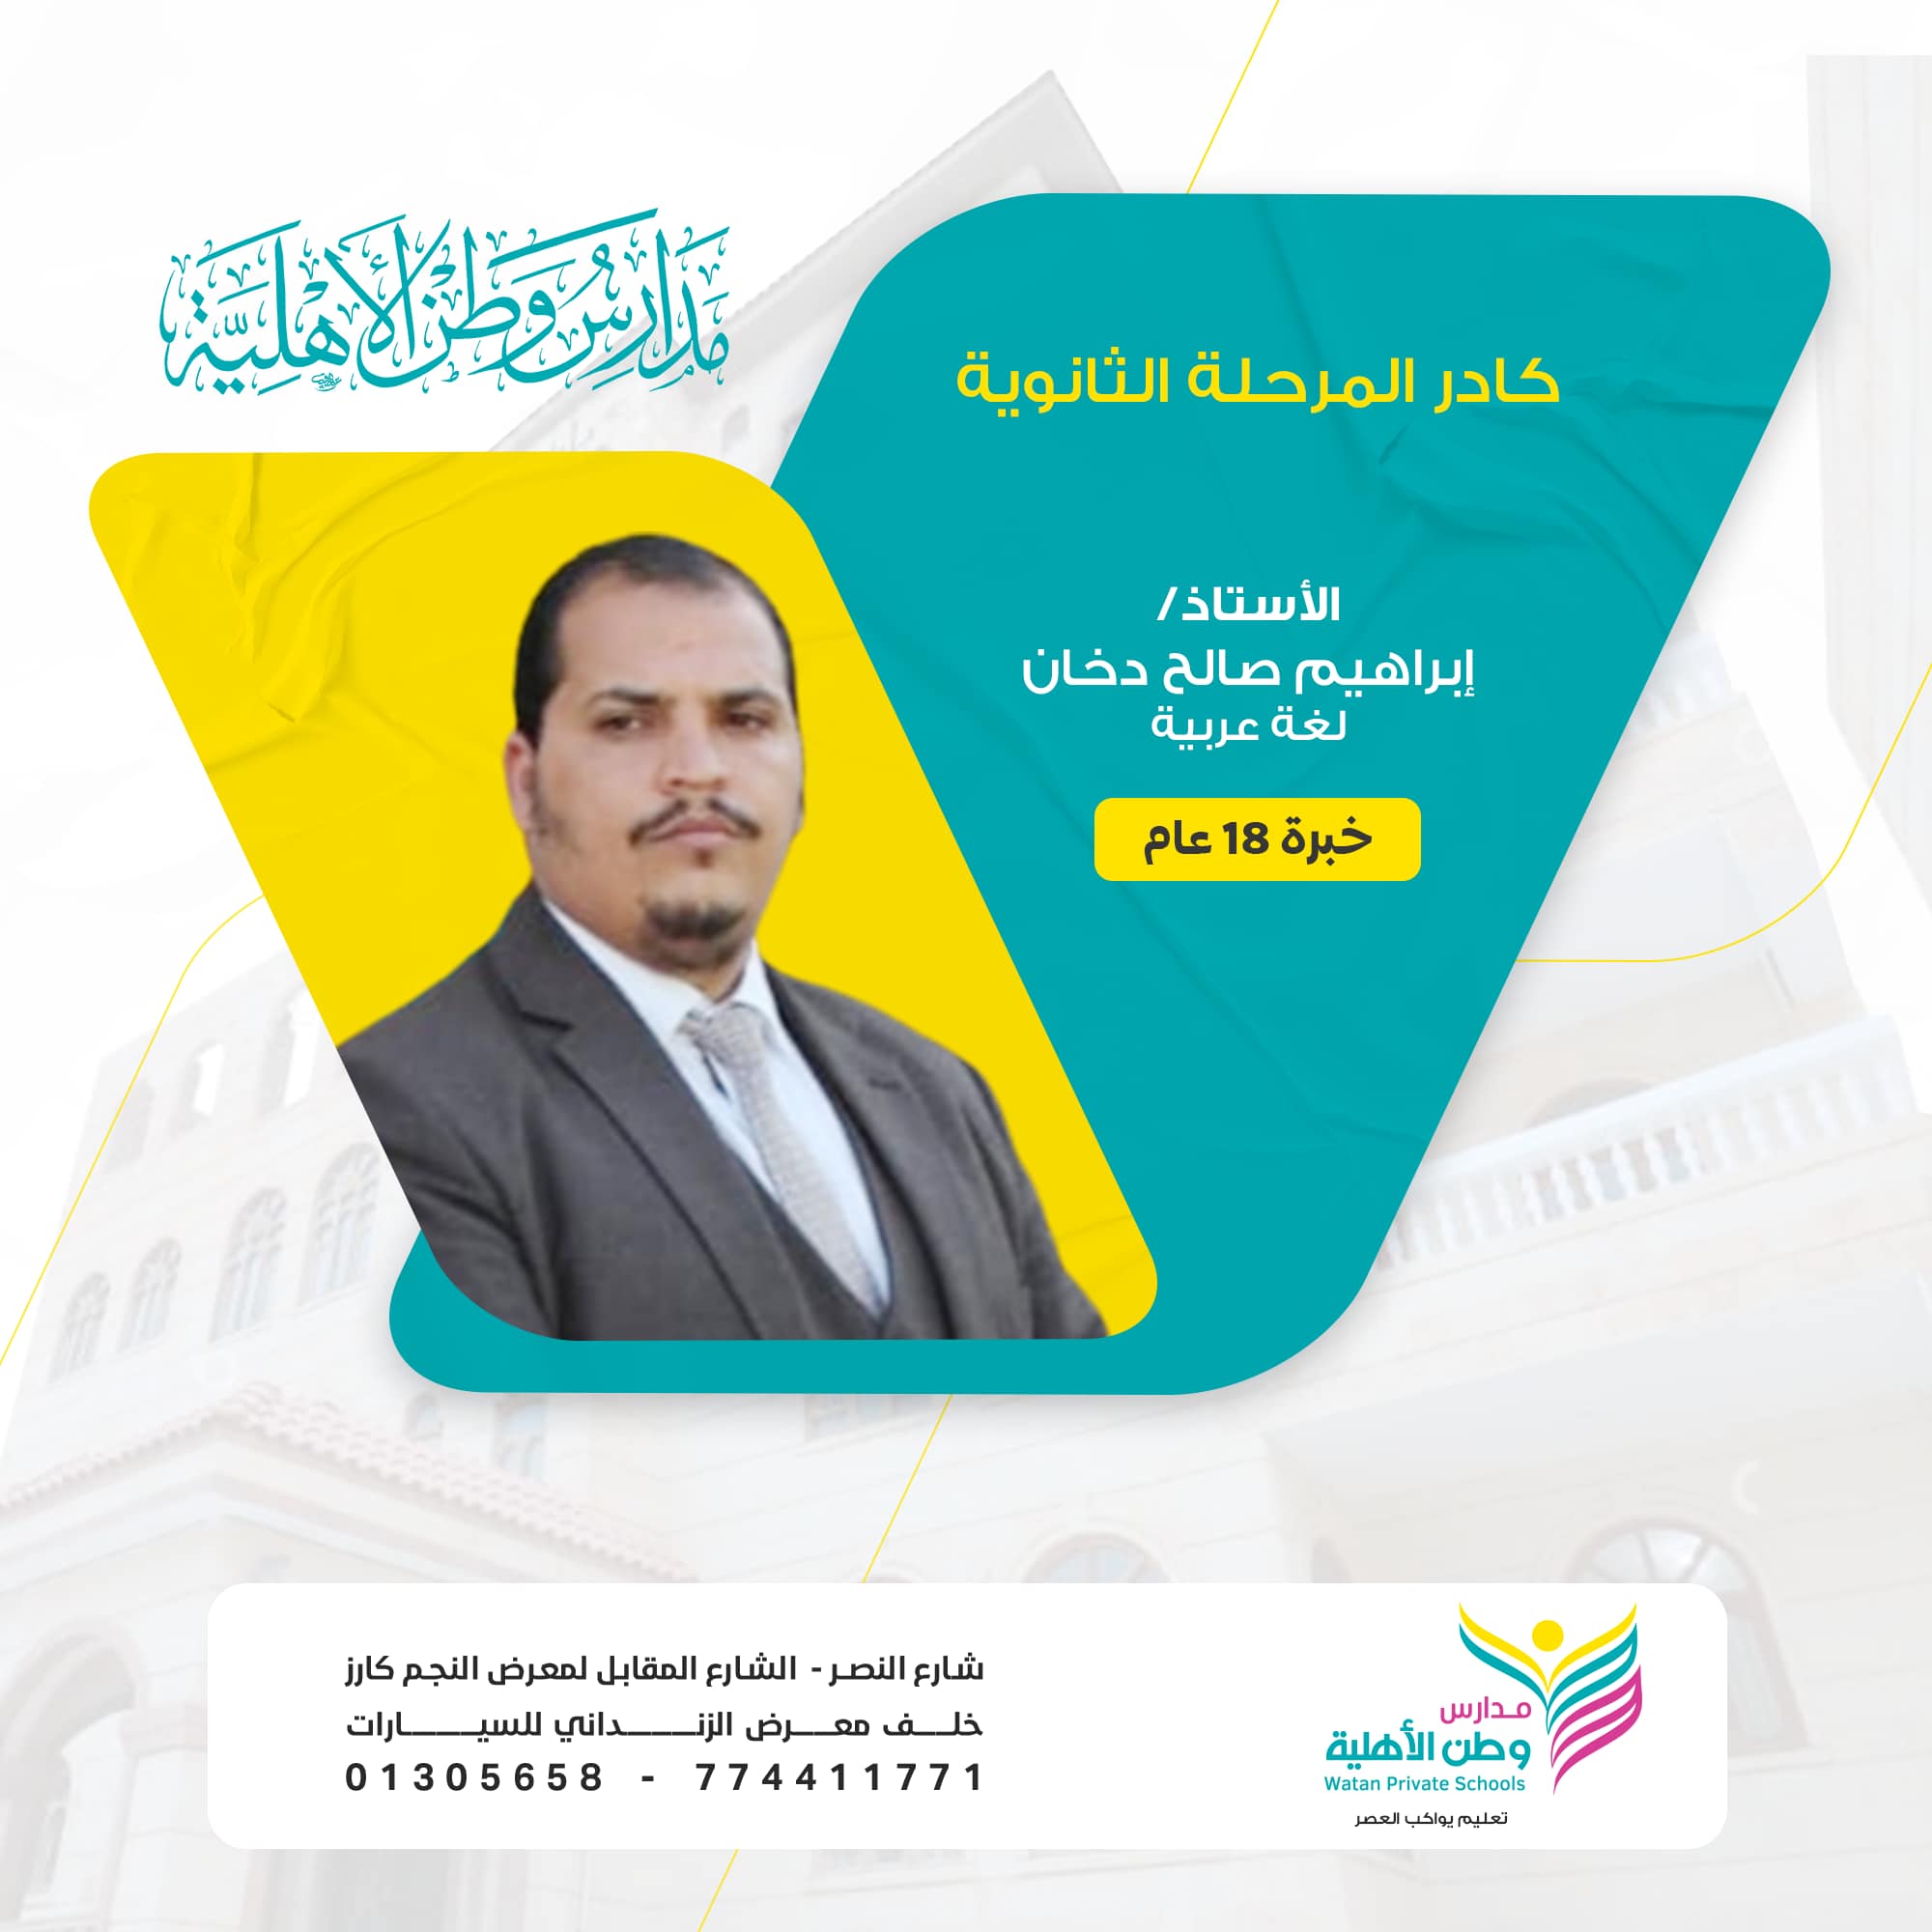 مدارس وطن الأهلية
كادر المرحلة الثانوية
الأستاذ/
إبراهيم صالح دخان
لغة عربية
خبرة 18 عام
شارع النصر - الشارع المقابل لمعرض النجم كارز
خلف معرض الزنداني للسيارات
01305658 - 774411771
مدارس
وطن الأهلية
Watan Private Schools
تعليم يواكب العصر